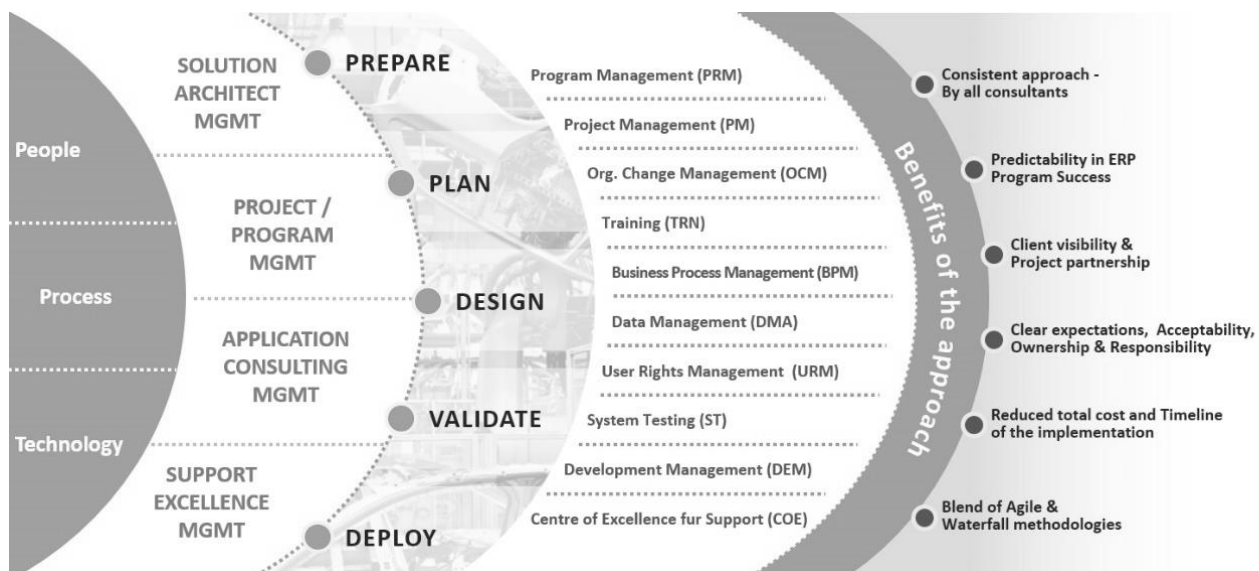 People
Process
Technology
SOLUTION
ARCHITECT
MGMT
PROJECT /
PROGRAM
MGMT
APPLICATION
CONSULTING
MGMT
SUPPORT
EXCELLENCE
MGMT
PREPARE
PLAN
DESIGN
VALIDATE
DEPLOY
Program Management (PRM)
Project Management (PM)
Org. Change Management (OCM)
Training (TRN)
Business Process Management (BPM)
Data Management (DMA)
User Rights Management (URM)
System Testing (ST)
Development Management (DEM)
Centre of Excellence fur Support (COE)
Benefits of the approach
Consistent approach -
By all consultants
Predictability in ERP
Program Success
Client visibility &
Project partnership
Clear expectations, Acceptability,
Ownership & Responsibility
Reduced total cost and Timeline
of the implementation
Blend of Agile &
Waterfall methodologies